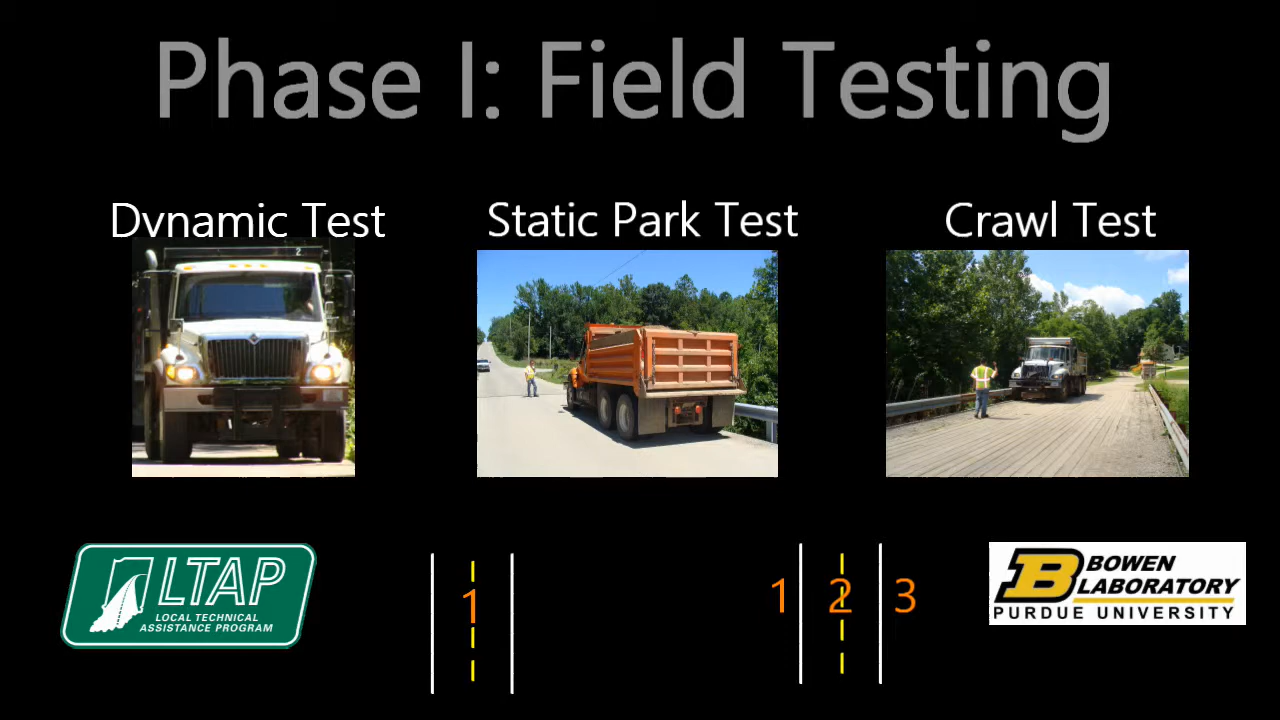 Phase I: Field Testing
Dynamic Test
Static Park Test
Crawl Test
2
LTAP
LOCAL TECHNICAL
ASSISTANCE PROGRAM
1
1 2 3
B BOWEN
LABORATORY
PURDUE UNIVERSITY